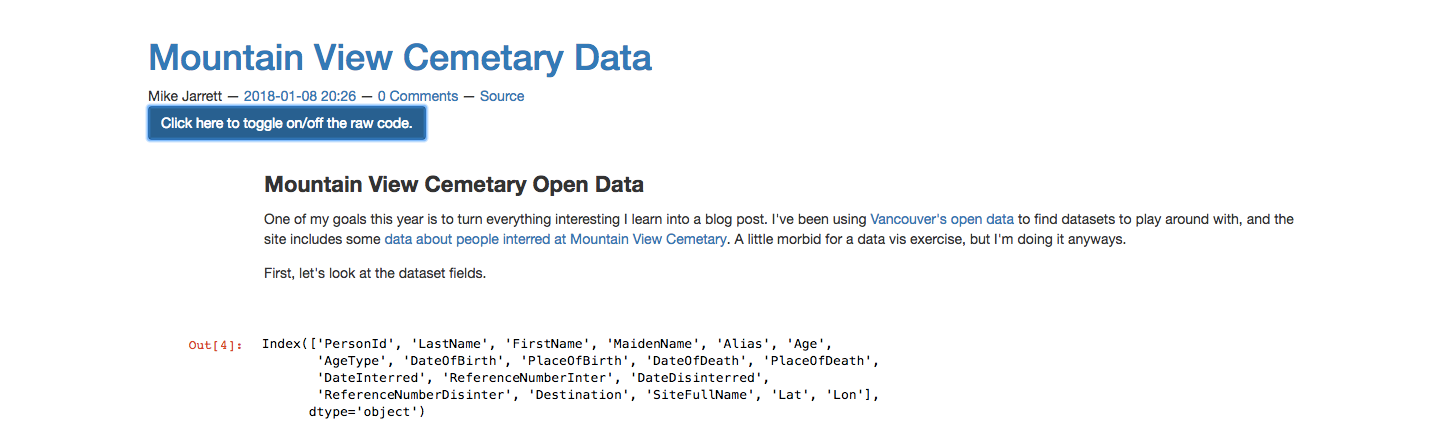 Mountain View Cemetary Data
Mike Jarrett — 2018-01-08 20:26 — 0 Comments — Source
Click here to toggle on/off the raw code.
Mountain View Cemetary Open Data
One of my goals this year is to turn everything interesting I learn into a blog post. I've been using Vancouver's open data to find datasets to play around with, and the
site includes some data about people interred at Mountain View Cemetary. A little morbid for a data vis exercise, but I'm doing it anyways.
First, let's look at the dataset fields.
Out[4]: Index(['PersonId', 'LastName', 'FirstName', 'MaidenName', 'Alias', 'Age',
'AgeType', 'DateOfBirth', 'PlaceOfBirth', 'DateOfDeath', 'PlaceOfDeath',
'DateInterred', 'ReferenceNumberInter', 'DateDisinterred',
'ReferenceNumberDisinter', 'Destination', 'SiteFullName', 'Lat', 'Lon'],
dtype='object')